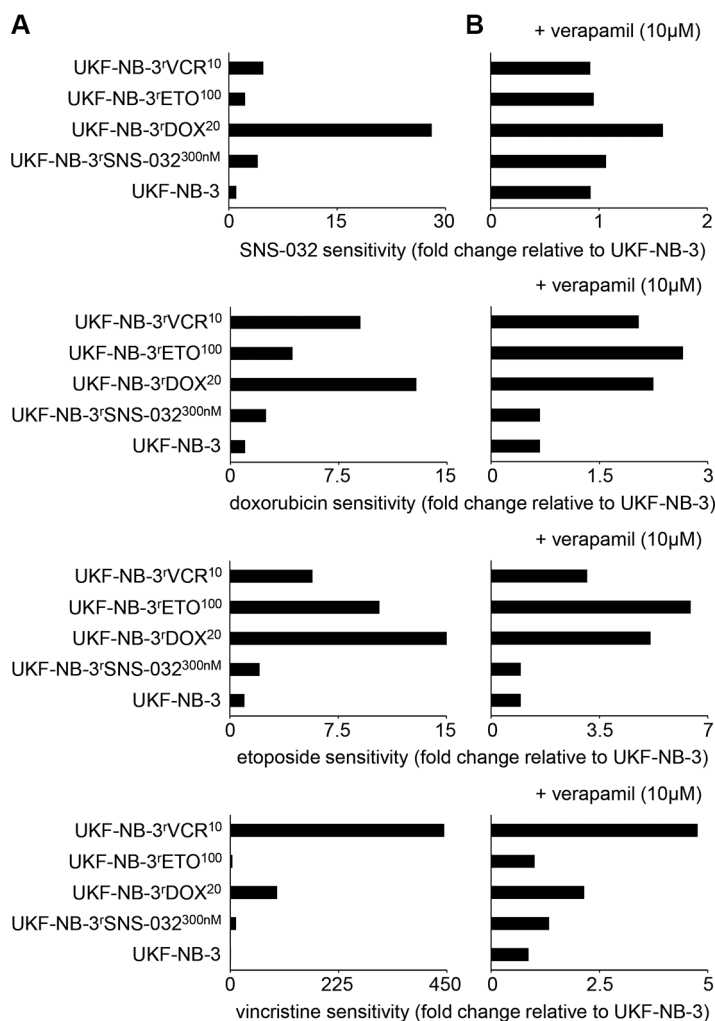 A
B
+ verapamil (10µM)
UKF-NB-3ʳVCR¹⁰
UKF-NB-3ʳETO¹⁰⁰
UKF-NB-3ʳDOX²⁰
UKF-NB-3ʳSNS-032³⁰⁰ⁿᴹ
UKF-NB-3
0 15 30 0 1 2
SNS-032 sensitivity (fold change relative to UKF-NB-3)
+ verapamil (10µM)
UKF-NB-3ʳVCR¹⁰
UKF-NB-3ʳETO¹⁰⁰
UKF-NB-3ʳDOX²⁰
UKF-NB-3ʳSNS-032³⁰⁰ⁿᴹ
UKF-NB-3
0 7.5 15 0 1.5 3
doxorubicin sensitivity (fold change relative to UKF-NB-3)
+ verapamil (10µM)
UKF-NB-3ʳVCR¹⁰
UKF-NB-3ʳETO¹⁰⁰
UKF-NB-3ʳDOX²⁰
UKF-NB-3ʳSNS-032³⁰⁰ⁿᴹ
UKF-NB-3
0 7.5 15 0 3.5 7
etoposide sensitivity (fold change relative to UKF-NB-3)
+ verapamil (10µM)
UKF-NB-3ʳVCR¹⁰
UKF-NB-3ʳETO¹⁰⁰
UKF-NB-3ʳDOX²⁰
UKF-NB-3ʳSNS-032³⁰⁰ⁿᴹ
UKF-NB-3
0 225 450 0 2.5 5
vincristine sensitivity (fold change relative to UKF-NB-3)